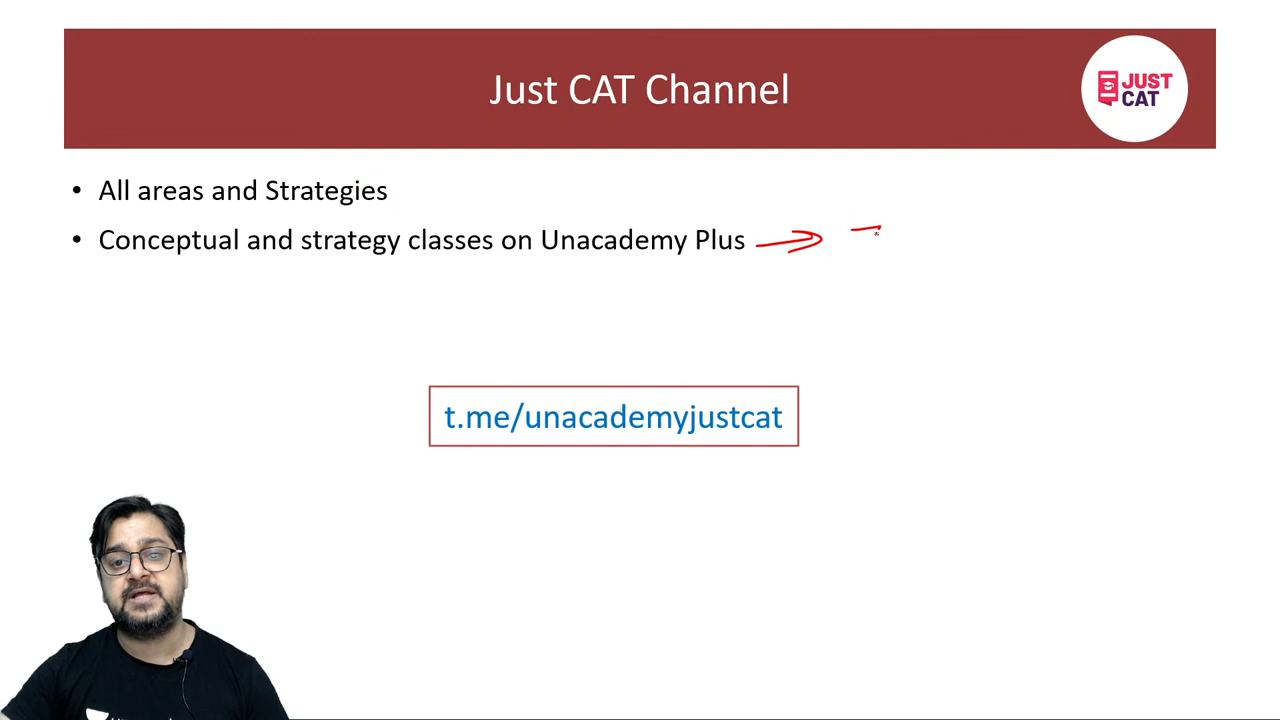 Just CAT Channel
JUST
CAT
• All areas and Strategies
• Conceptual and strategy classes on Unacademy Plus
t.me/unacademyjustcat